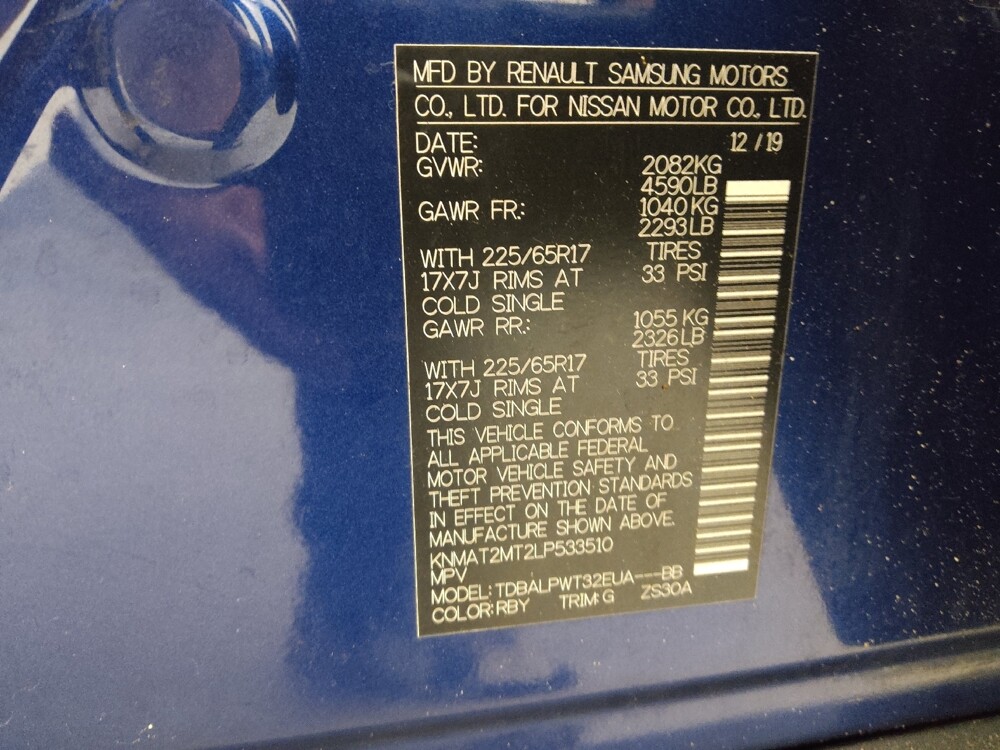 MFD BY RENAULT SAMSUNG MOTORS
CO., LTD. FOR NISSAN MOTOR CO., LTD.
DATE: 12 / 19
GVWR: 2082KG
4590LB
GAWR FR.: 1040 KG
2293LB
WITH 225/65R17 TIRES
17X7J RIMS AT 33 PSI
COLD SINGLE
GAWR RR.: 1055 KG
2326LB
WITH 225/65R17 TIRES
17X7J RIMS AT 33 PSI
COLD SINGLE
THIS VEHICLE CONFORMS TO
ALL APPLICABLE FEDERAL
MOTOR VEHICLE SAFETY AND
THEFT PREVENTION STANDARDS
IN EFFECT ON THE DATE OF
MANUFACTURE SHOWN ABOVE.
KNMAT2MT2LP533510
MPV
MODEL: TDBALPWT32EUA---BB
COLOR: RBY TRIM: G ZS30A